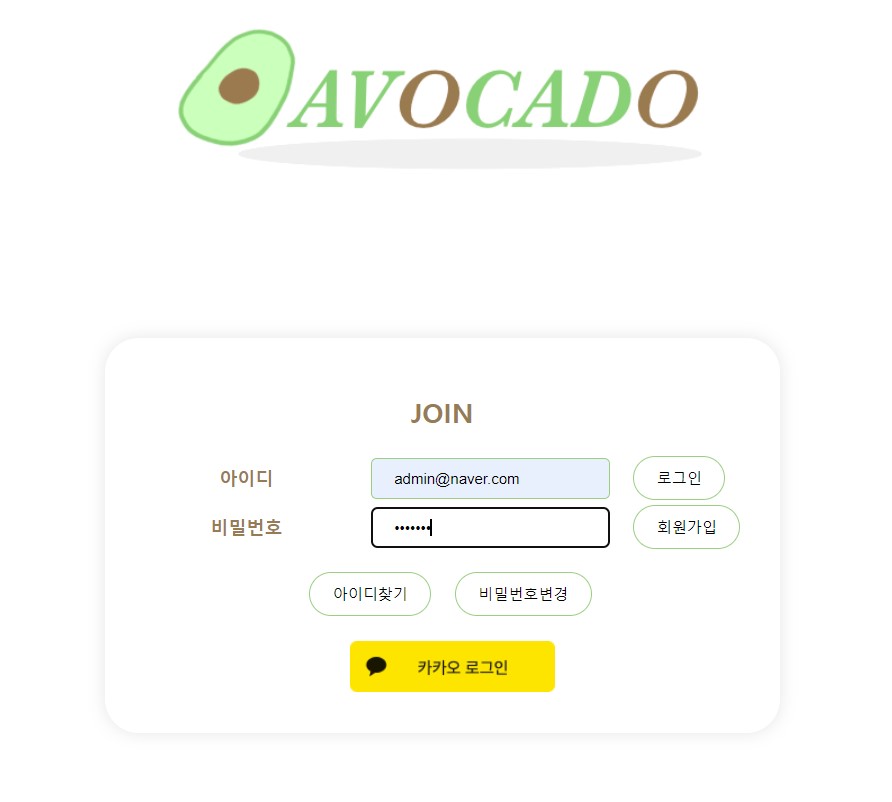 AVOCADO
JOIN
아이디 admin@naver.com 로그인
비밀번호 ••••••• 회원가입
아이디찾기 비밀번호변경
카카오 로그인